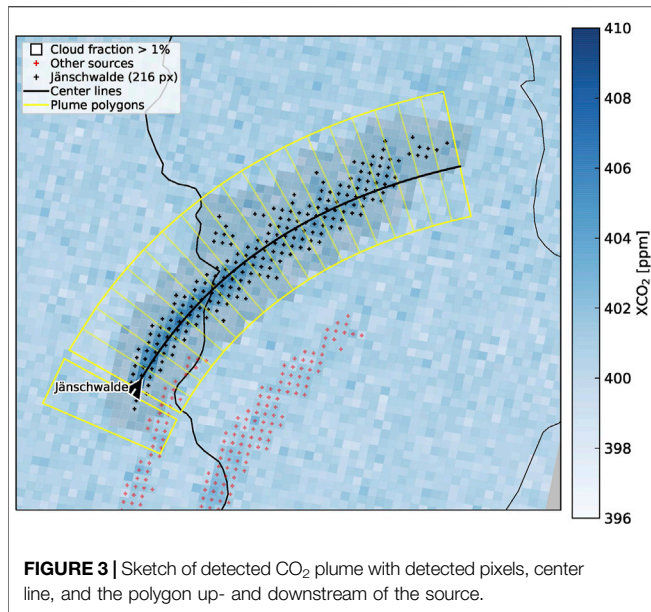 Cloud fraction > 1%
Other sources
Jänschwalde (216 px)
Center lines
Plume polygons
Jänschwalde
410
408
406
404
402
400
398
396
XCO₂ [ppm]
FIGURE 3 | Sketch of detected CO₂ plume with detected pixels, center
line, and the polygon up- and downstream of the source.